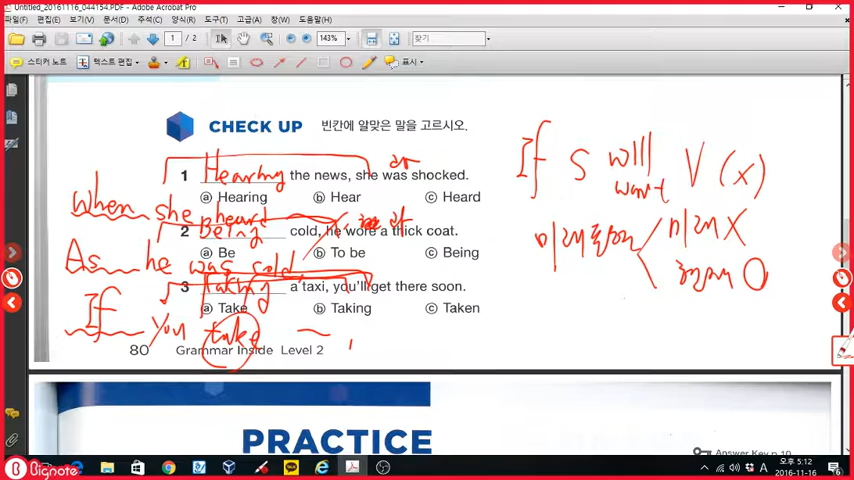 Untitled_20161116_044154.PDF - Adobe Acrobat Pro
파일(F) 편집(E) 보기(V) 문서(D) 주석(C) 양식(R) 도구(T) 고급(A) 창(W) 도움말(H)
1 / 2 143% 찾기
스티커 노트 텍스트 편집 표시
CHECK UP 빈칸에 알맞은 말을 고르시오.
If S will V (x)
want
1 Hearing the news, she was shocked.
ⓐ Hearing ⓑ Hear ⓒ Heard
When she heard
2 Being cold, he wore a thick coat.
ⓐ Be ⓑ To be ⓒ Being
As he was cold,
미래 X
현재 O
3 Taking a taxi, you'll get there soon.
ⓐ Take ⓑ Taking ⓒ Taken
If you take ~ ,
80 Grammar Inside Level 2
PRACTICE
Answer Key p.10
Bignote
A 오후 5:12
2016-11-16